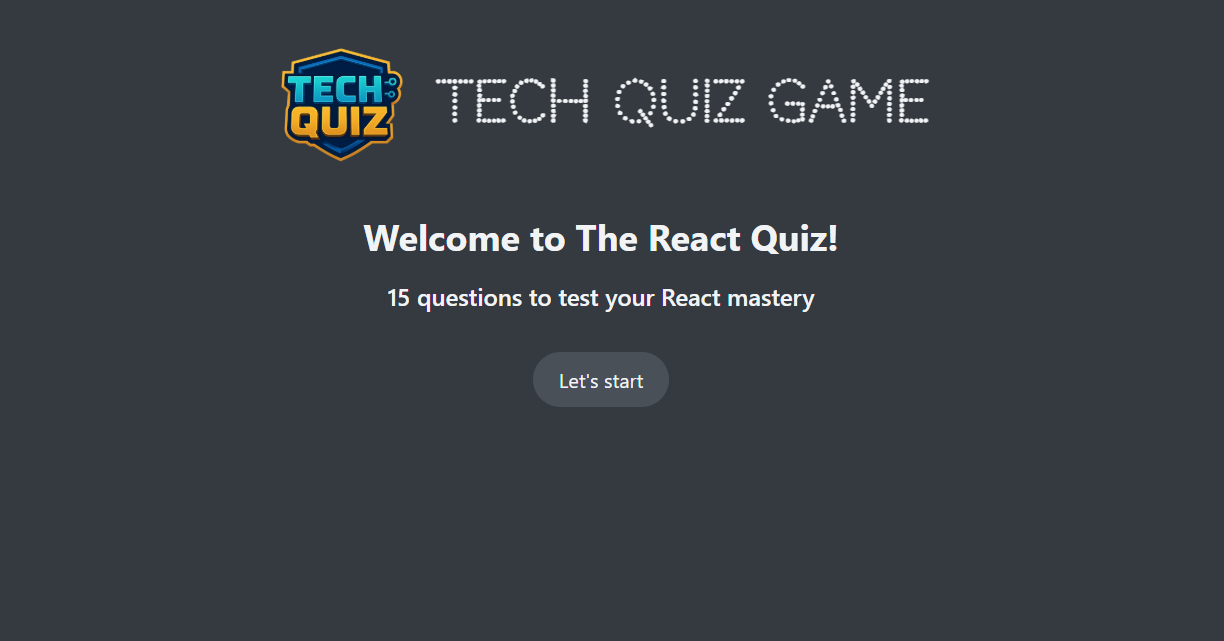 TECH
QUIZ
TECH QUIZ GAME
Welcome to The React Quiz!
15 questions to test your React mastery
Let's start